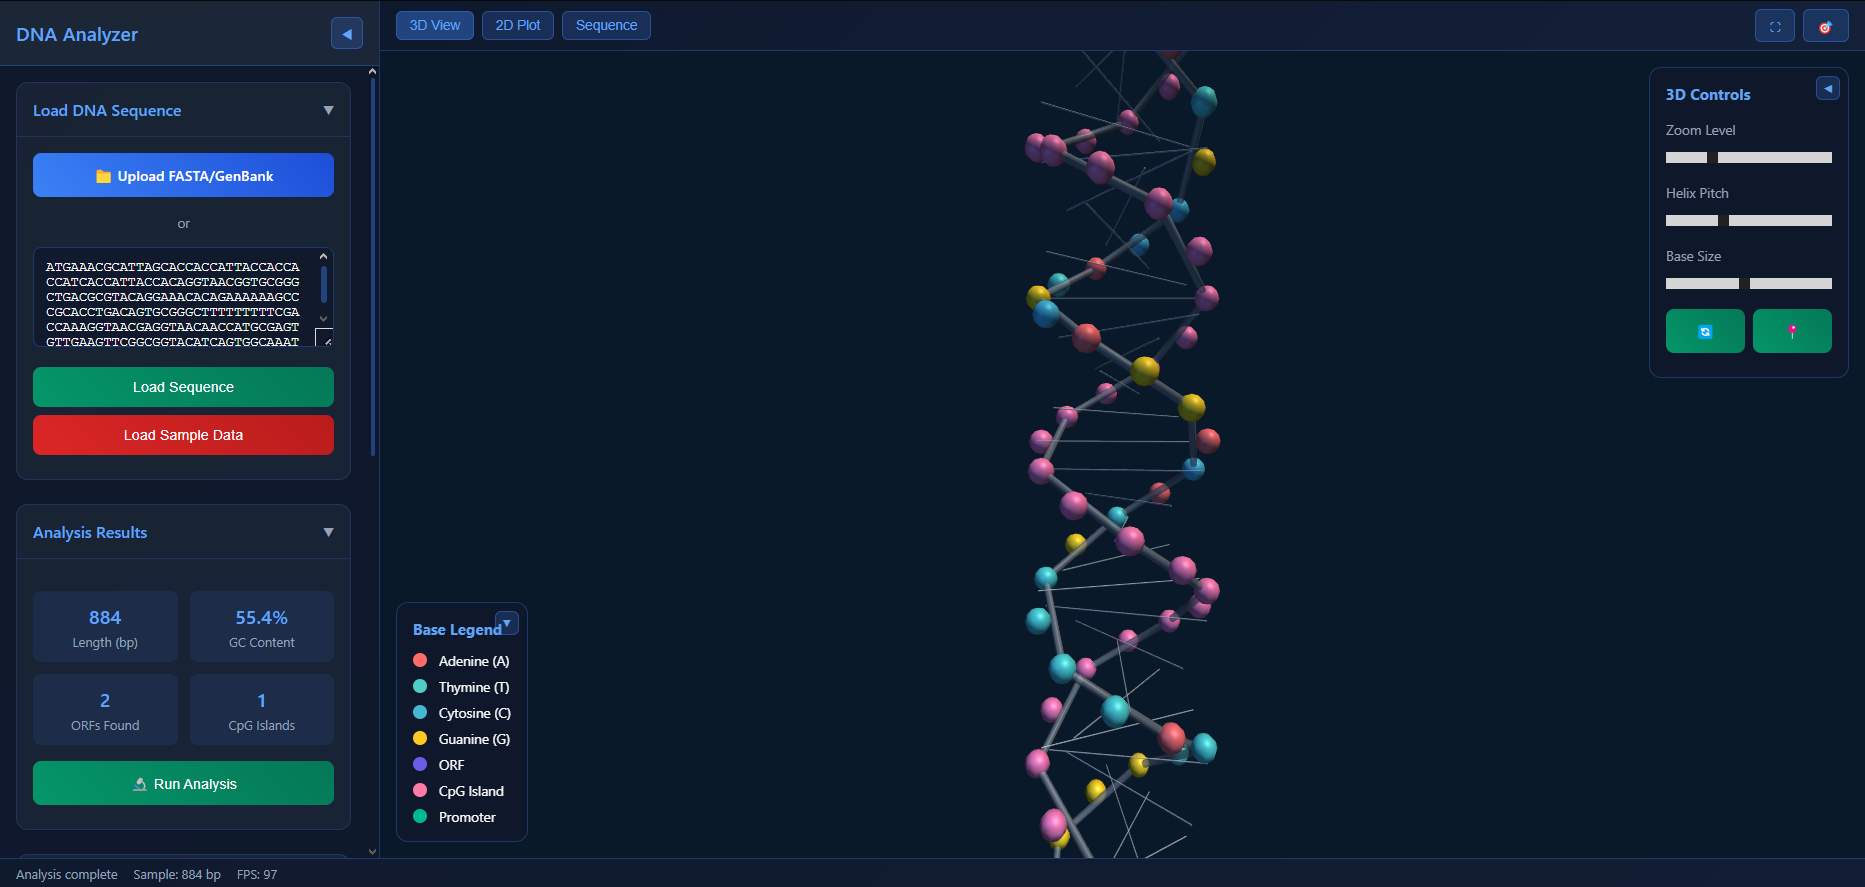 DNA Analyzer
3D View
2D Plot
Sequence
Load DNA Sequence
Upload FASTA/GenBank
or
ATGAAACGCATTAGCACCACCATTACCACCA
CCATCACCATTACCACAGGTAACGGTGCGGG
CTGACGCGTACAGGAAACACAGAAAAAAGCC
CGCACCTGACAGTGCGGGCTTTTTTTTTCGA
CCAAAGGTAACGAGGTAACAACCATGCGAGT
GTTGAAGTTCGGCGGTACATCAGTGGCAAAT
Load Sequence
Load Sample Data
Analysis Results
884
Length (bp)
55.4%
GC Content
2
ORFs Found
1
CpG Islands
Run Analysis
Base Legend
Adenine (A)
Thymine (T)
Cytosine (C)
Guanine (G)
ORF
CpG Island
Promoter
3D Controls
Zoom Level
Helix Pitch
Base Size
Analysis complete
Sample: 884 bp
FPS: 97